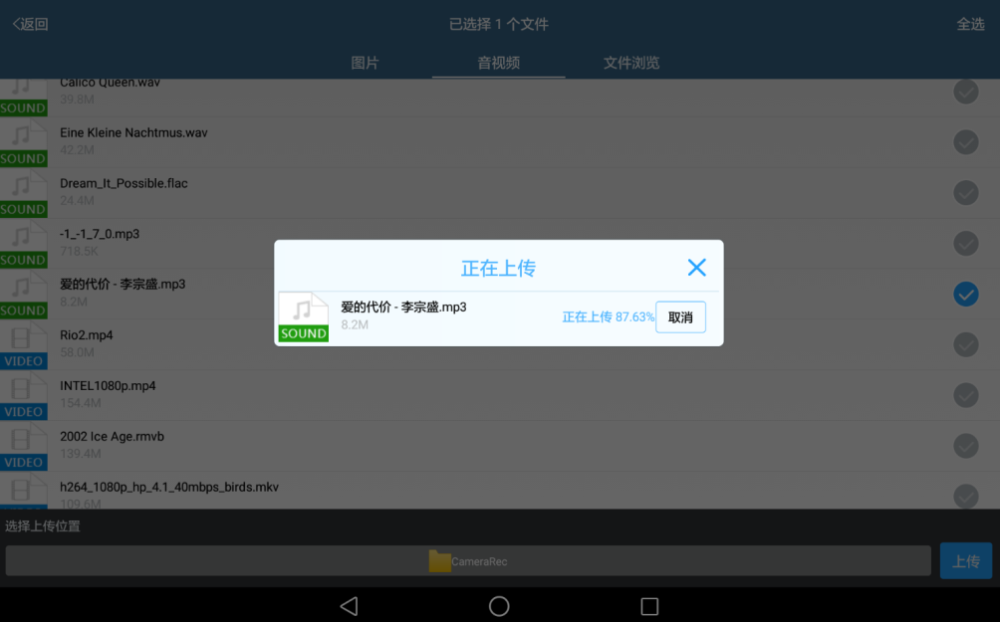 返回
已选择 1 个文件
全选
图片
音视频
文件浏览
Calico Queen.wav
39.8M
SOUND
Eine Kleine Nachtmus.wav
42.2M
SOUND
Dream_It_Possible.flac
24.4M
SOUND
-1_-1_7_0.mp3
718.5K
SOUND
爱的代价 - 李宗盛.mp3
8.2M
SOUND
Rio2.mp4
58.0M
VIDEO
INTEL1080p.mp4
154.4M
VIDEO
2002 Ice Age.rmvb
139.4M
VIDEO
h264_1080p_hp_4.1_40mbps_birds.mkv
109.6M
正在上传
爱的代价 - 李宗盛.mp3
8.2M
SOUND
正在上传 87.63%
取消
选择上传位置
CameraRec
上传